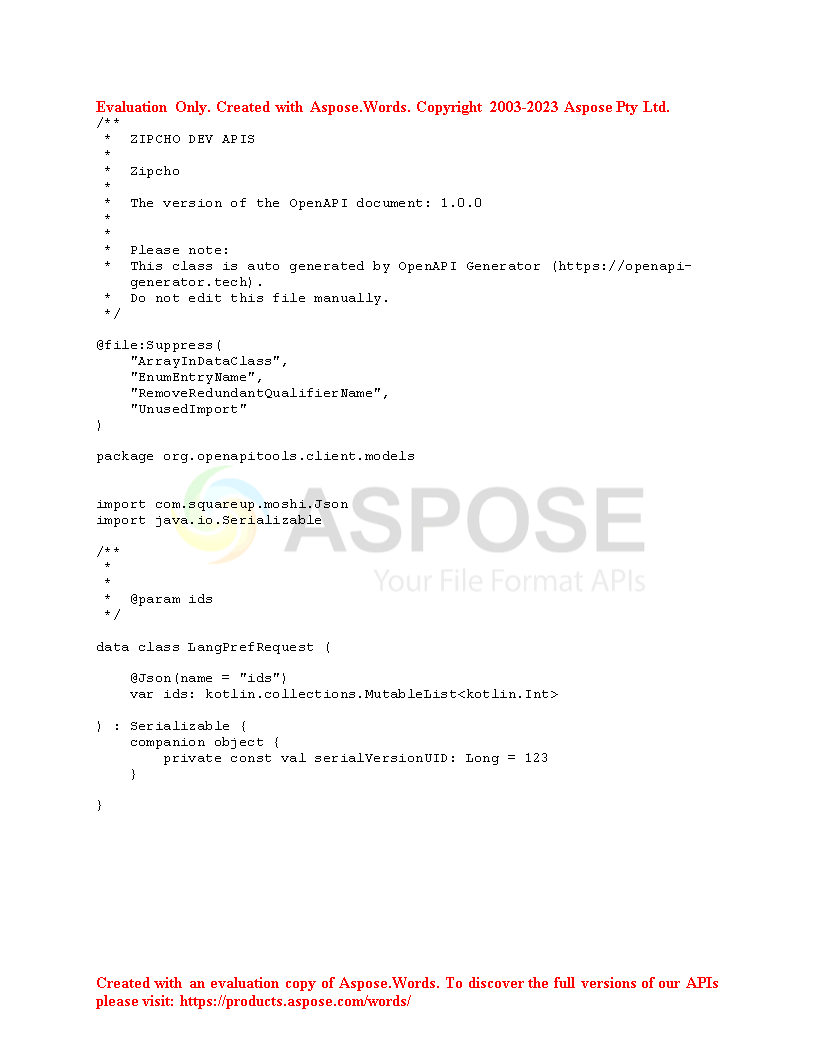 Evaluation Only. Created with Aspose.Words. Copyright 2003-2023 Aspose Pty Ltd.
/**
 *  ZIPCHO DEV APIS
 *
 *  Zipcho
 *
 *  The version of the OpenAPI document: 1.0.0
 *
 *
 *  Please note:
 *  This class is auto generated by OpenAPI Generator (https://openapi-
    generator.tech).
 *  Do not edit this file manually.
 */
@file:Suppress(
    "ArrayInDataClass",
    "EnumEntryName",
    "RemoveRedundantQualifierName",
    "UnusedImport"
)
package org.openapitools.client.models
import com.squareup.moshi.Json
import java.io.Serializable
ASPOSE
Your File Format APIs
/**
 *
 *
 *  @param ids
 */
data class LangPrefRequest (
    @Json(name = "ids")
    var ids: kotlin.collections.MutableList<kotlin.Int>
) : Serializable {
    companion object {
        private const val serialVersionUID: Long = 123
    }
}
Created with an evaluation copy of Aspose.Words. To discover the full versions of our APIs
please visit: https://products.aspose.com/words/